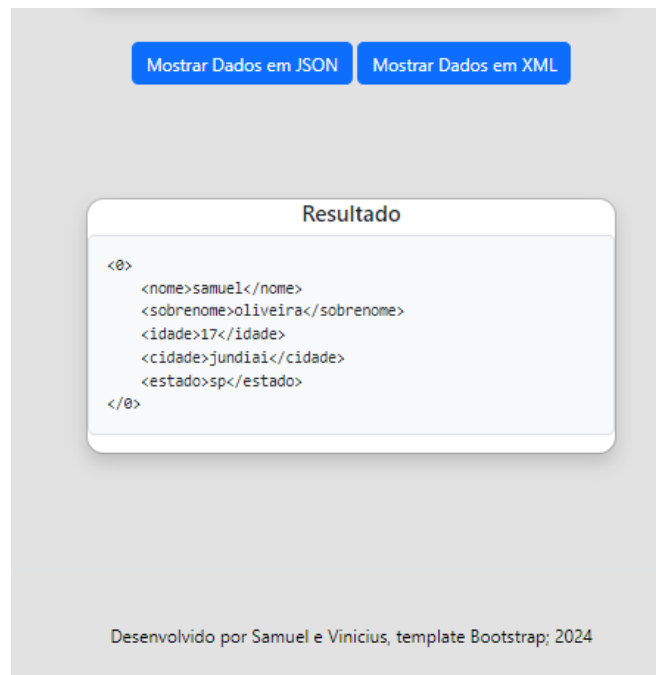 Mostrar Dados em JSON Mostrar Dados em XML
Resultado
<0>
<nome>samuel</nome>
<sobrenome>oliveira</sobrenome>
<idade>17</idade>
<cidade>jundiai</cidade>
<estado>sp</estado>
</0>
Desenvolvido por Samuel e Vinicius, template Bootstrap; 2024